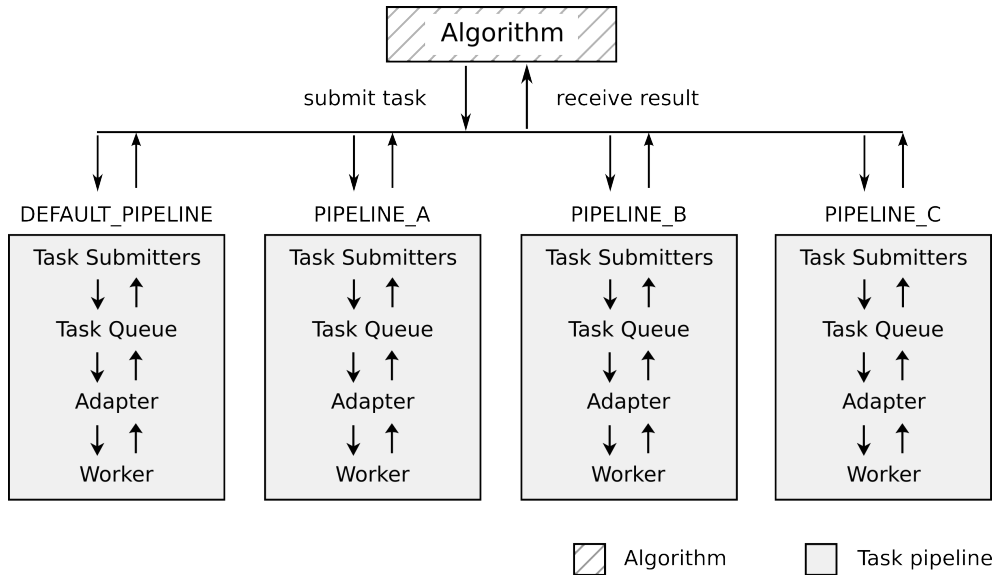 Algorithm
submit task
receive result
DEFAULT_PIPELINE
PIPELINE_A
PIPELINE_B
PIPELINE_C
Task Submitters
Task Queue
Adapter
Worker
Task Submitters
Task Queue
Adapter
Worker
Task Submitters
Task Queue
Adapter
Worker
Task Submitters
Task Queue
Adapter
Worker
Algorithm
Task pipeline